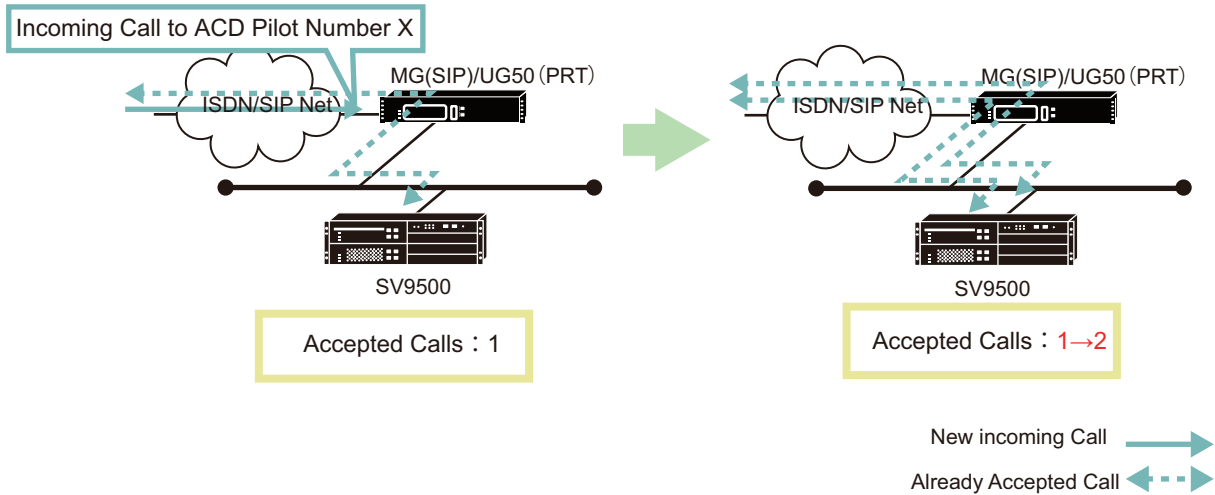 Incoming Call to ACD Pilot Number X
MG(SIP)/UG50(PRT)
ISDN/SIP Net
SV9500
Accepted Calls：1
MG(SIP)/UG50(PRT)
ISDN/SIP Net
SV9500
Accepted Calls：1→2
New incoming Call
Already Accepted Call